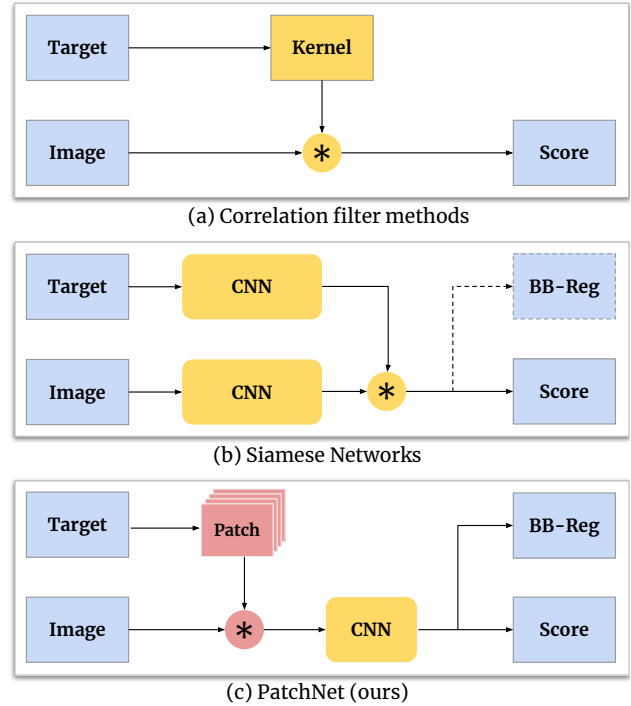 Target
Kernel
Image
*
Score
(a) Correlation filter methods
Target
CNN
BB-Reg
Image
CNN
*
Score
(b) Siamese Networks
Target
Patch
BB-Reg
Image
*
CNN
Score
(c) PatchNet (ours)